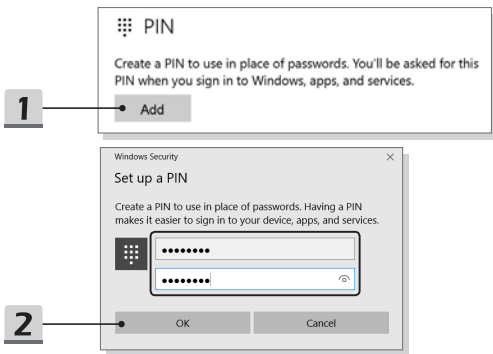 PIN
Create a PIN to use in place of passwords. You'll be asked for this
PIN when you sign in to Windows, apps, and services.
1
Add
Windows Security
Set up a PIN
Create a PIN to use in place of passwords. Having a PIN
makes it easier to sign in to your device, apps, and services.
••••••••
••••••••
2
OK Cancel